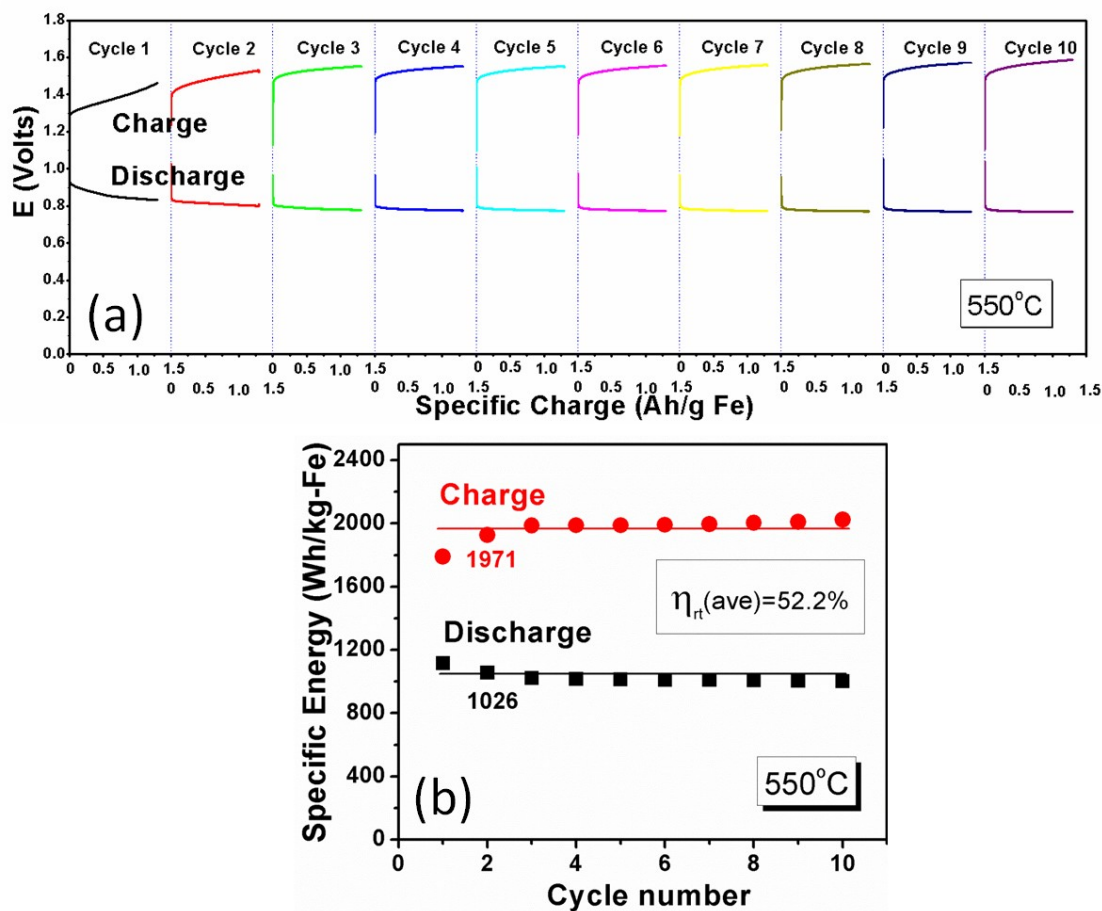 1.8
Cycle 1 Cycle 2 Cycle 3 Cycle 4 Cycle 5 Cycle 6 Cycle 7 Cycle 8 Cycle 9 Cycle 10
1.6
1.4
1.2
Charge
1.0
Discharge
0.8
0.6
0.4
0.2
0.0
E (Volts)
(a)
550°C
0 0.5 1.0 1.5 0 0.5 1.0 1.5 0 0.5 1.0 1.5 0 0.5 1.0 1.5 0 0.5 1.0 1.5
0 0.5 1.0 1.5 0 0.5 1.0 1.5 0 0.5 1.0 1.5 0 0.5 1.0 1.5 0 0.5 1.0 1.5
Specific Charge (Ah/g Fe)
2400
Charge
2000
1971
1600
ηrt(ave)=52.2%
Discharge
1200
1026
800
400
0
Specific Energy (Wh/kg-Fe)
(b)
550°C
0 2 4 6 8 10
Cycle number